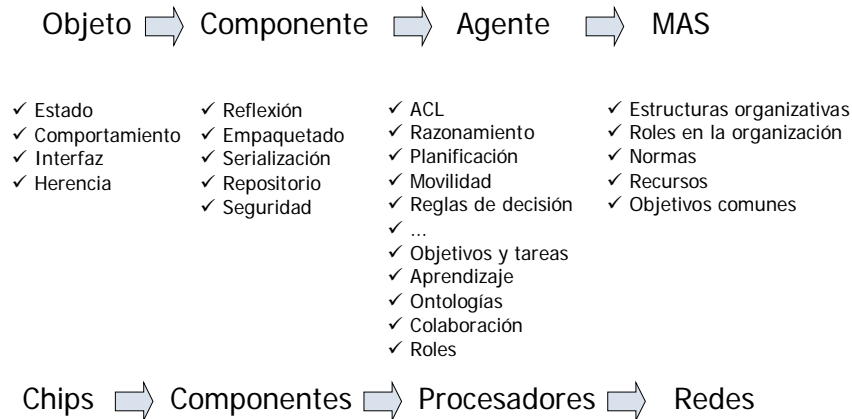 Objeto Componente Agente MAS
✓ Estado
✓ Comportamiento
✓ Interfaz
✓ Herencia
✓ Reflexión
✓ Empaquetado
✓ Serialización
✓ Repositorio
✓ Seguridad
✓ ACL
✓ Razonamiento
✓ Planificación
✓ Movilidad
✓ Reglas de decisión
✓ ...
✓ Objetivos y tareas
✓ Aprendizaje
✓ Ontologías
✓ Colaboración
✓ Roles
✓ Estructuras organizativas
✓ Roles en la organización
✓ Normas
✓ Recursos
✓ Objetivos comunes
Chips Componentes Procesadores Redes